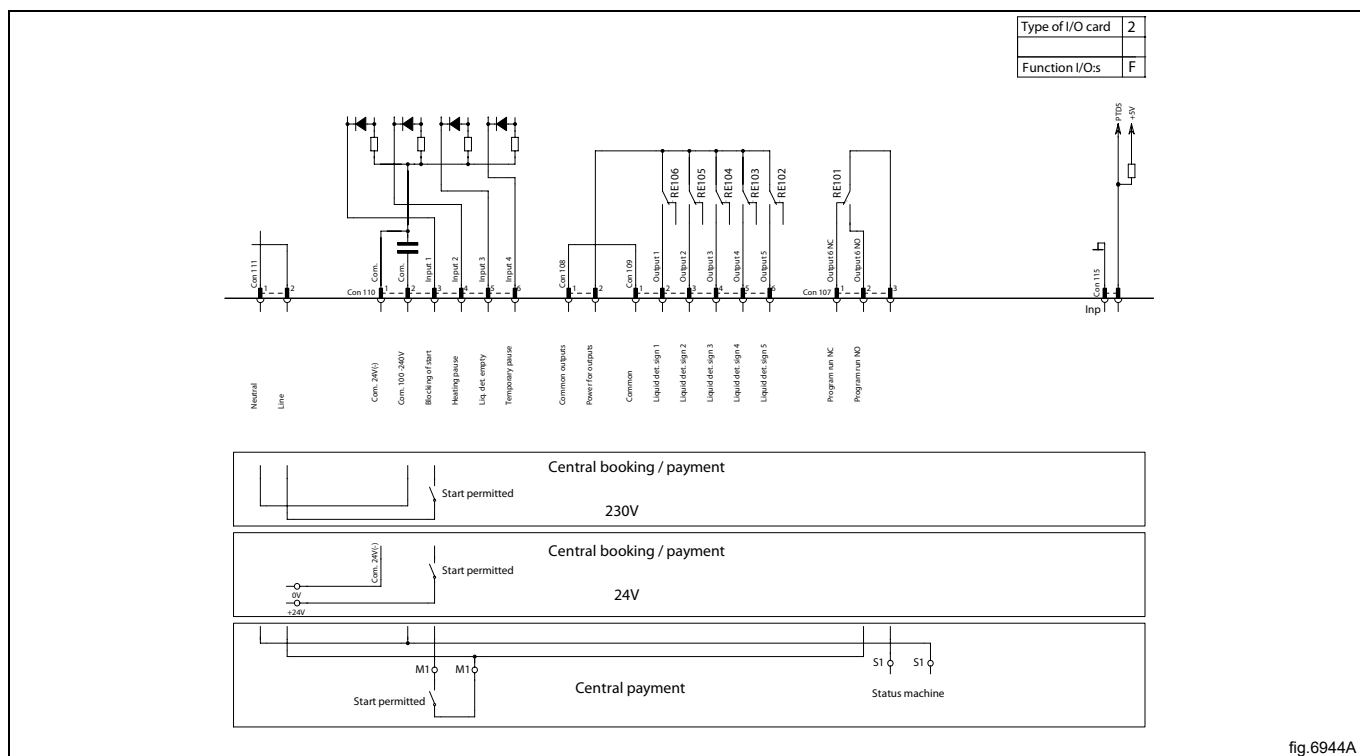 Type of I/O card 2
Function I/O:s F
PTD5
+5V
RE106
RE105
RE104
RE103
RE102
RE101
Con 111
1
2
Con 110
Com.
1
Com.
2
Input 1
3
Input 2
4
Input 3
5
Input 4
6
Con 108
1
2
Con 109
1
Output 1
2
Output 2
3
Output 3
4
Output 4
5
Output 5
6
Con 107
Output 6 NC
1
Output 6 NO
2
3
Con 115
Inp
Neutral
Line
Com. 24V(-)
Com. 100-240V
Blocking of start
Heating pause
Liq. det. empty
Temporary pause
Common outputs
Power for outputs
Common
Liquid det. sign 1
Liquid det. sign 2
Liquid det. sign 3
Liquid det. sign 4
Liquid det. sign 5
Program run NC
Program run NO
Central booking / payment
Start permitted
230V
Central booking / payment
Com. 24V(-)
Start permitted
0V
+24V
24V
M1
M1
S1
S1
Central payment
Start permitted
Status machine
fig.6944A